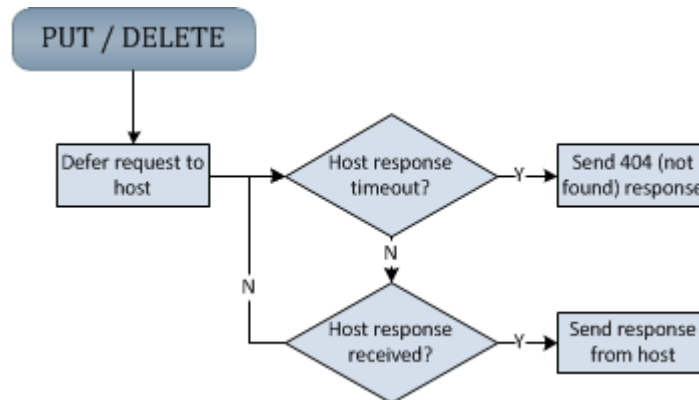 PUT / DELETE
Defer request to
host
Host response
timeout?
Y
Send 404 (not
found) response
N
N
Host response
received?
Y
Send response
from host